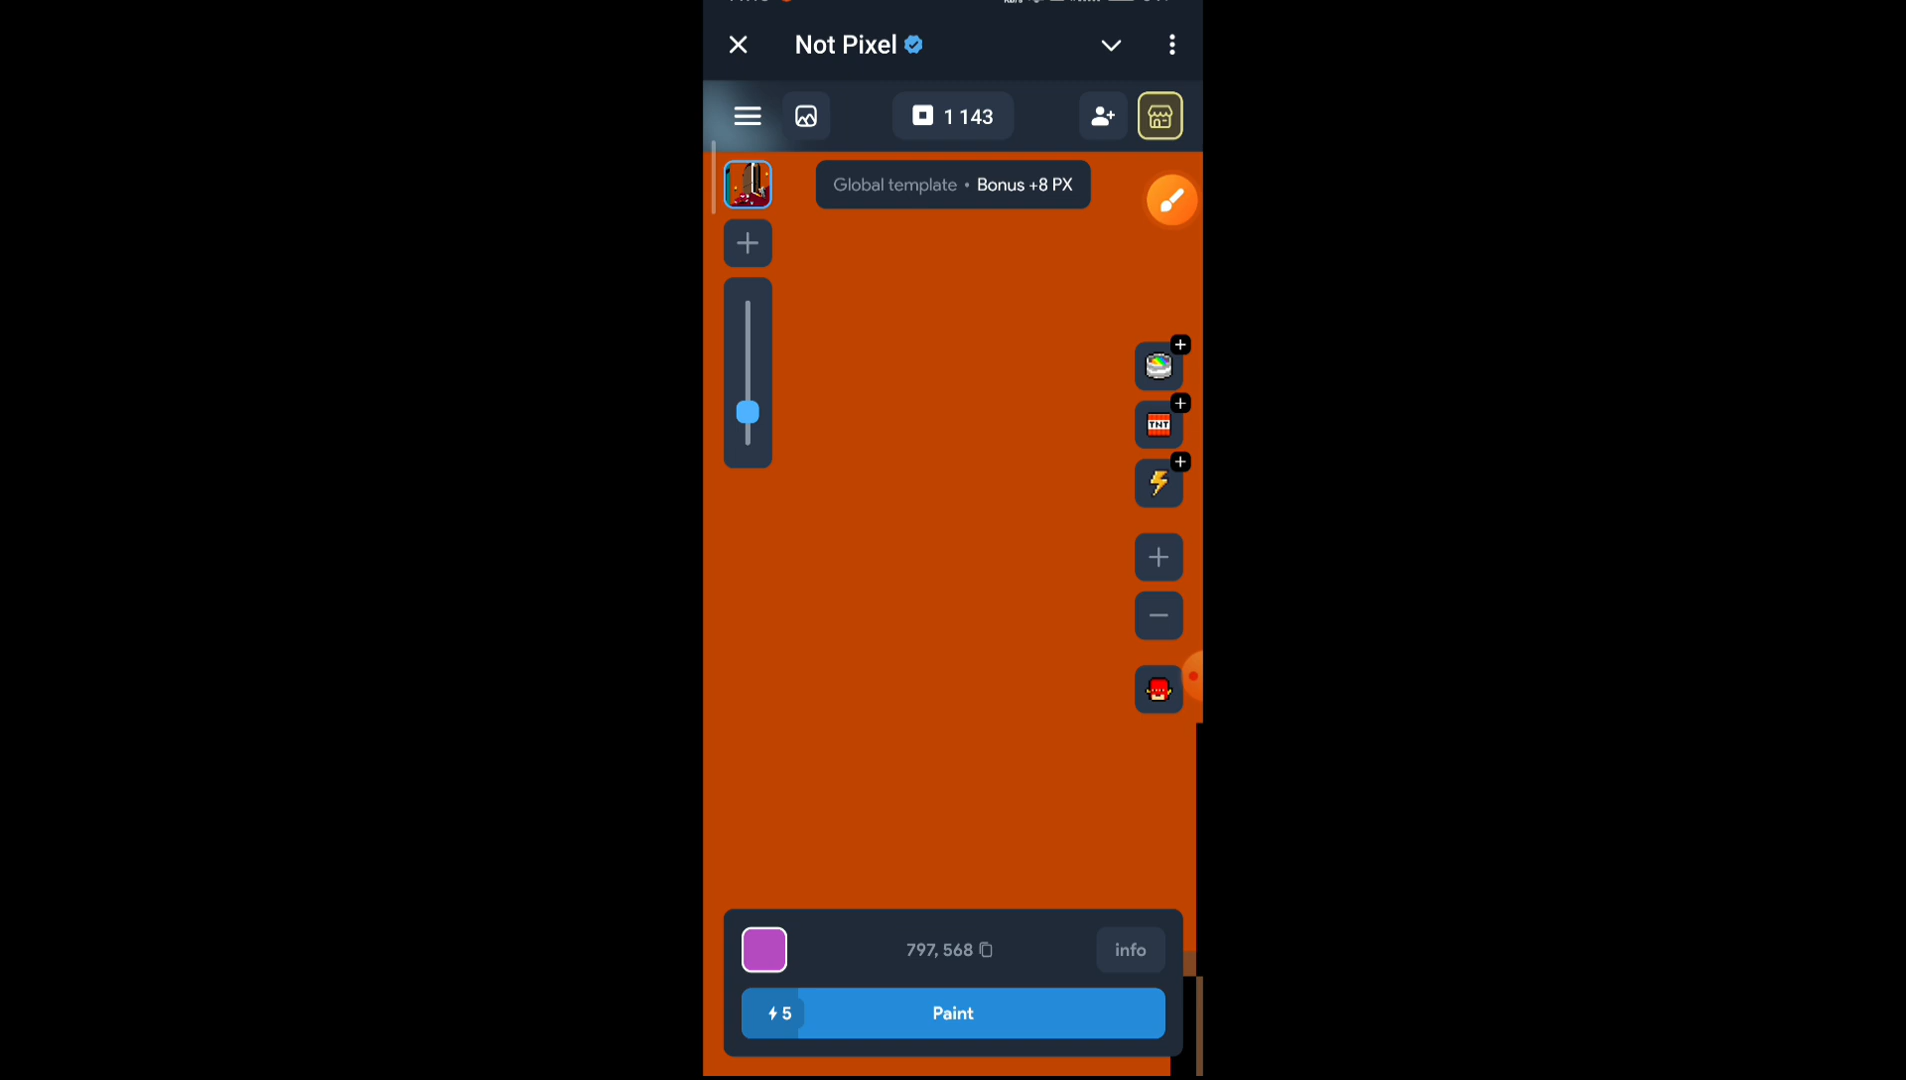 Not Pixel
1 143
Global template • Bonus +8 PX
TNT
797, 568
info
5
Paint